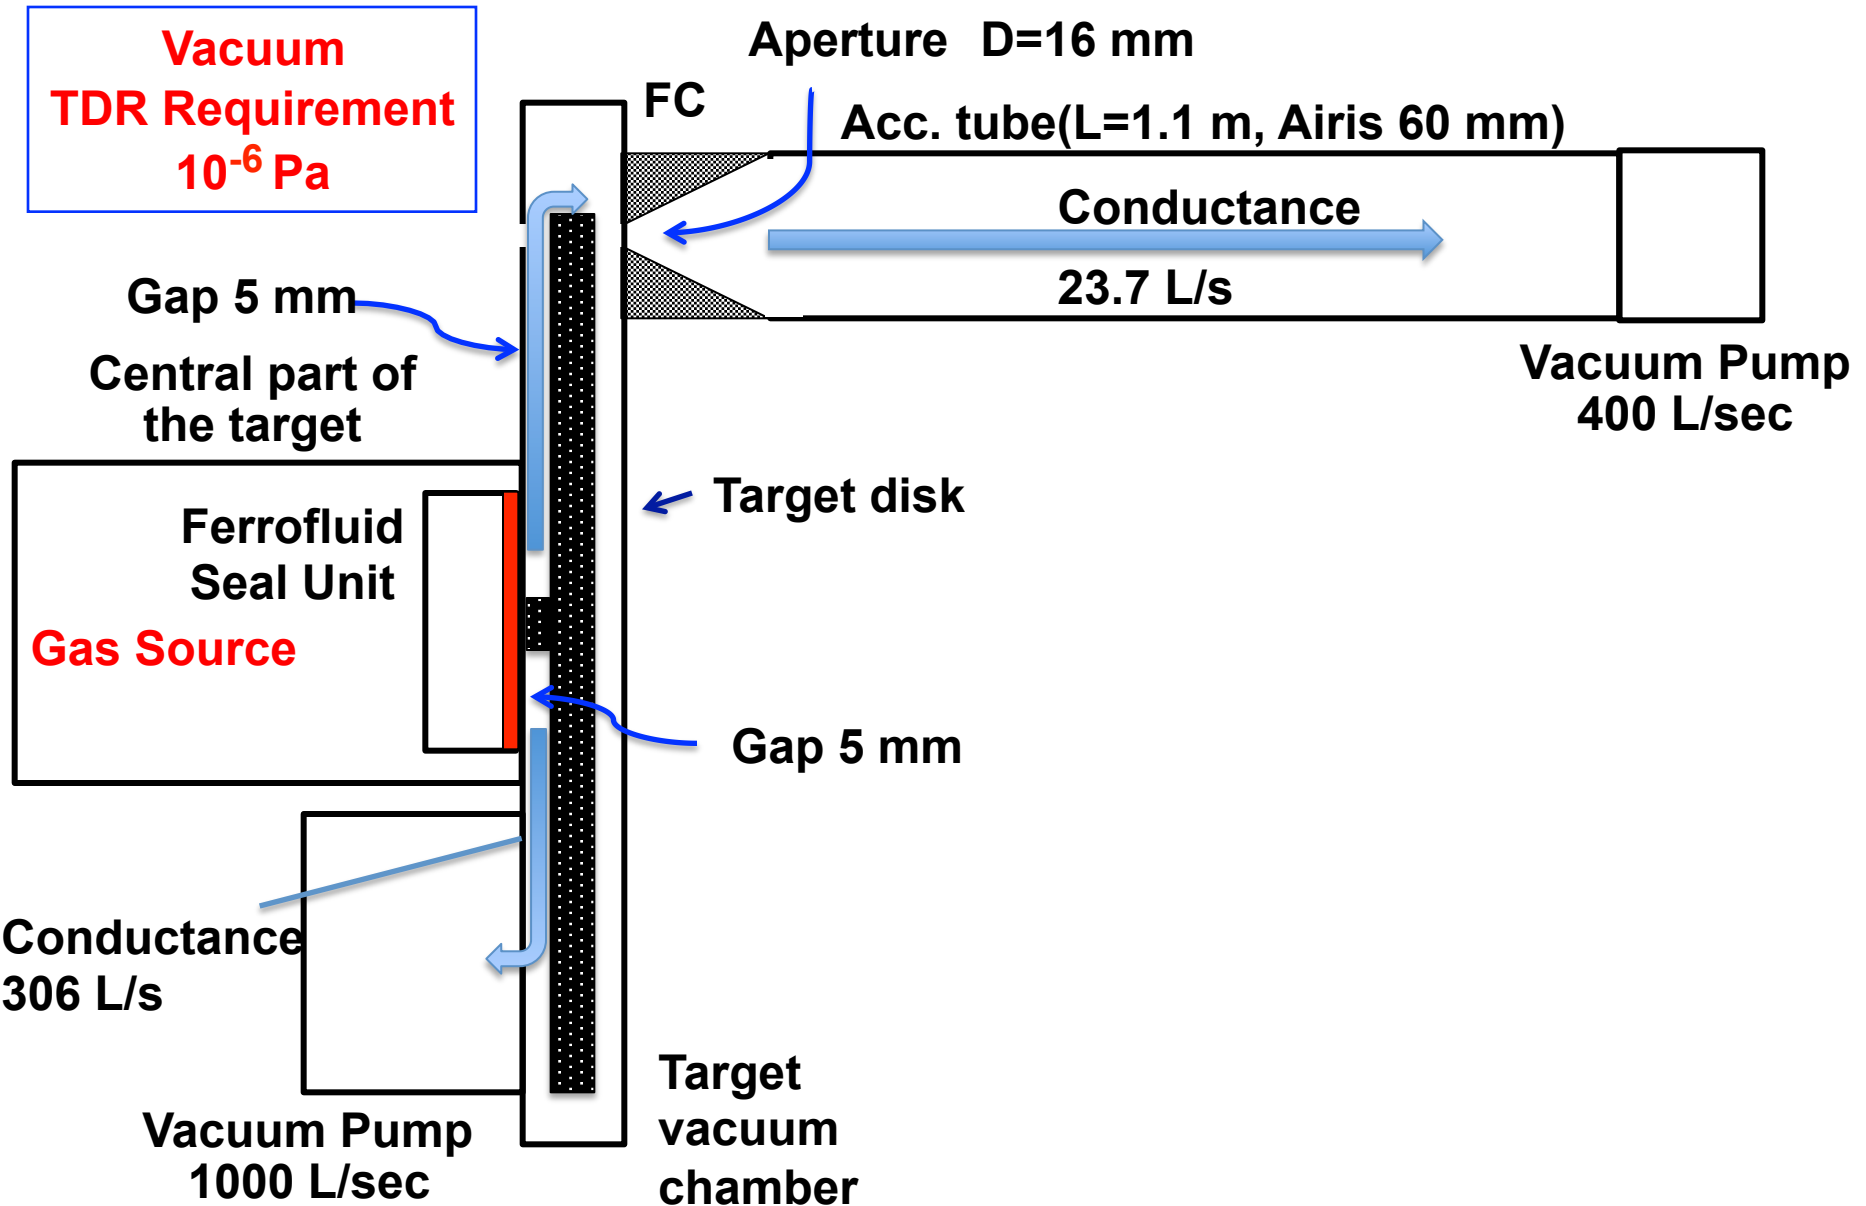 Vacuum
TDR Requirement
10⁻⁶ Pa
Aperture D=16 mm
FC
Acc. tube(L=1.1 m, Airis 60 mm)
Conductance
23.7 L/s
Gap 5 mm
Central part of
the target
Vacuum Pump
400 L/sec
Target disk
Ferrofluid
Seal Unit
Gas Source
Gap 5 mm
Conductance
306 L/s
Vacuum Pump
1000 L/sec
Target
vacuum
chamber